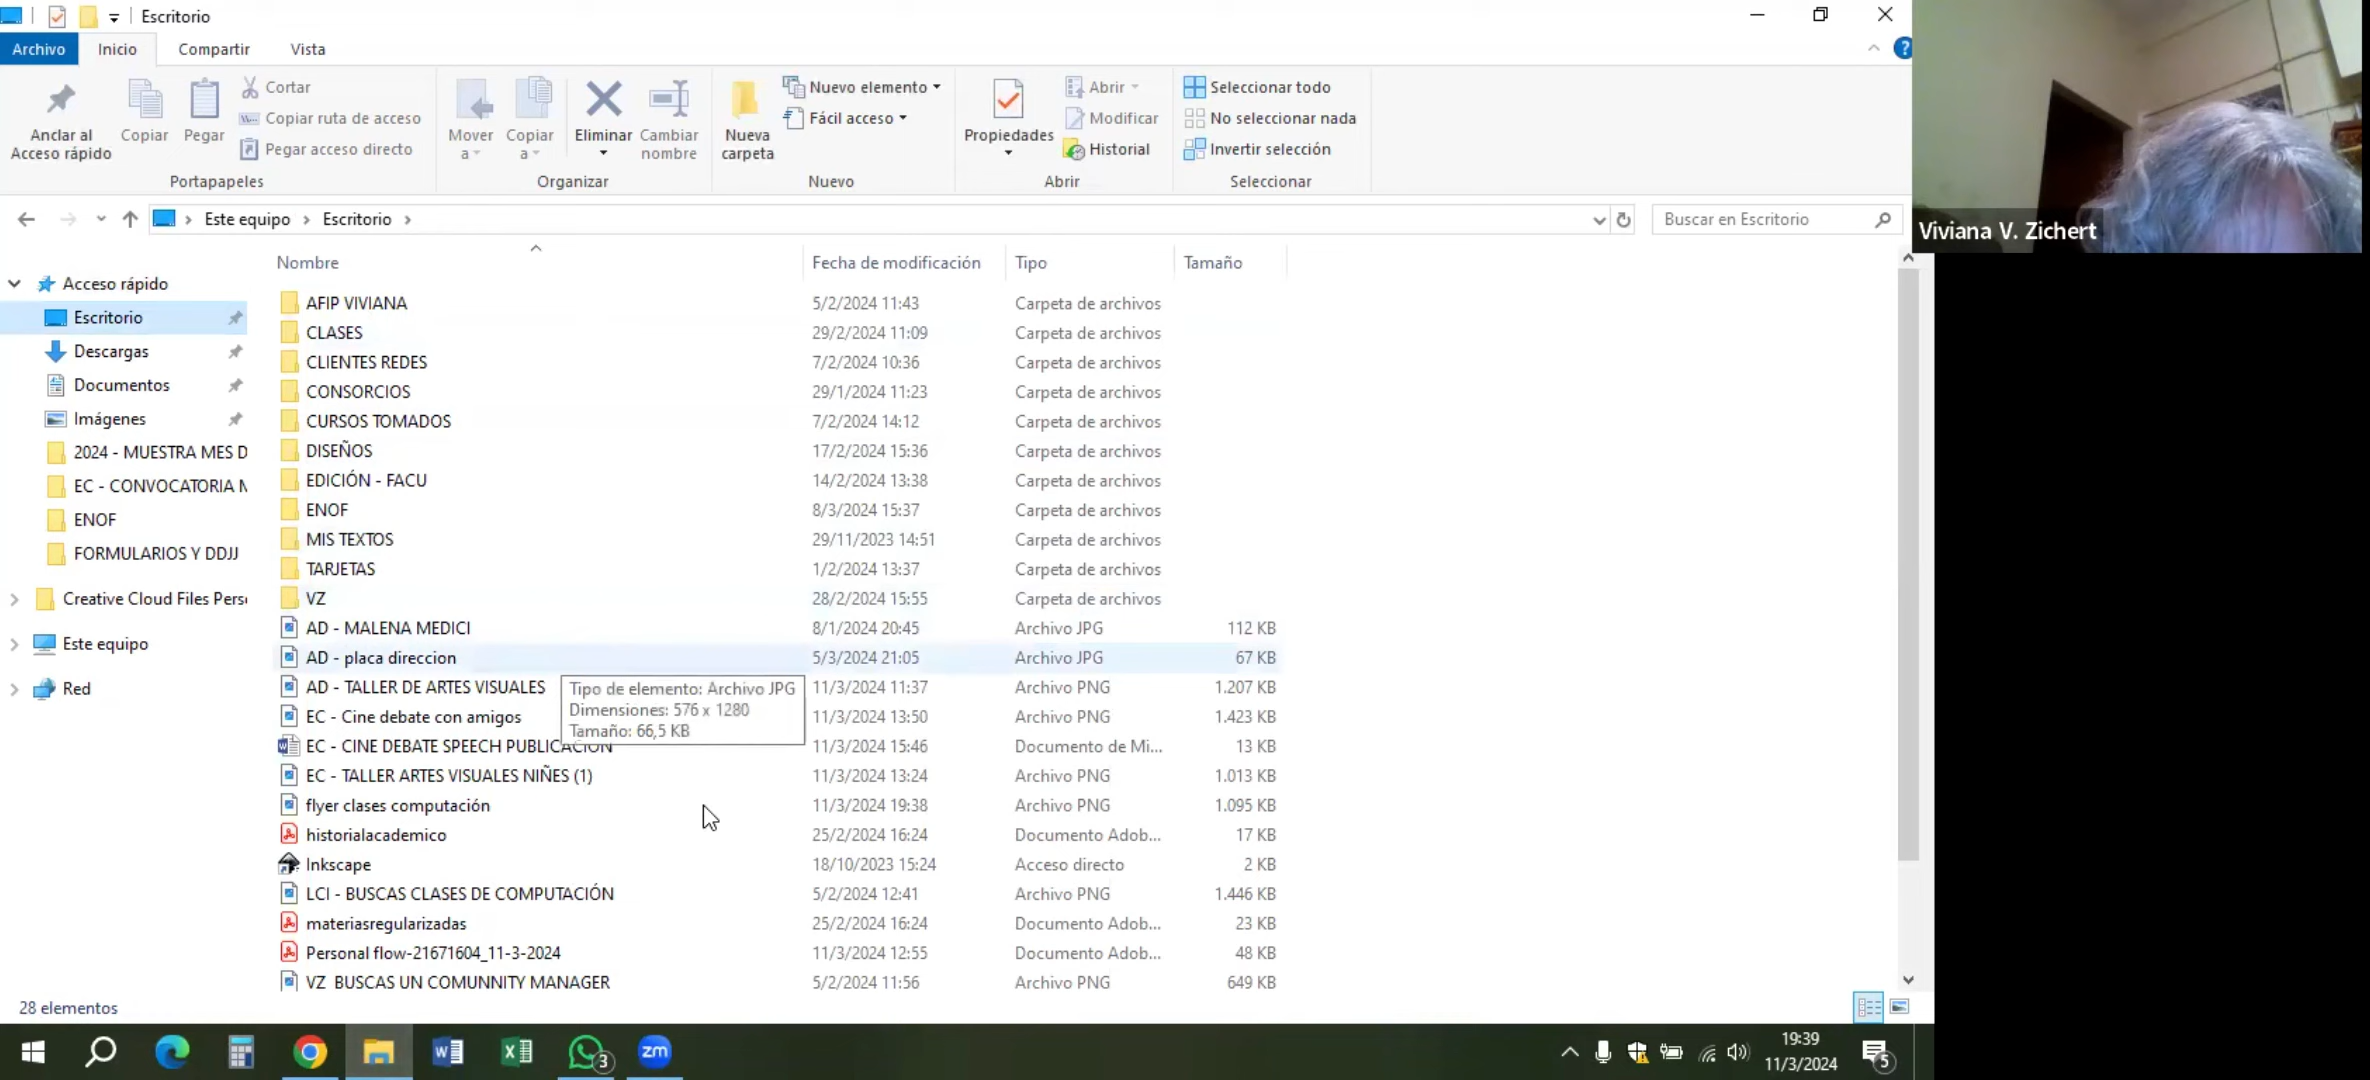 Escritorio
Archivo Inicio Compartir Vista
Anclar al Acceso rápido
Copiar
Pegar
Cortar
Copiar ruta de acceso
Pegar acceso directo
Portapapeles
Mover a
Copiar a
Eliminar
Cambiar nombre
Organizar
Nueva carpeta
Nuevo elemento
Fácil acceso
Nuevo
Propiedades
Abrir
Modificar
Historial
Abrir
Seleccionar todo
No seleccionar nada
Invertir selección
Seleccionar
Este equipo Escritorio
Buscar en Escritorio
Viviana V. Zichert
Acceso rápido
Escritorio
Descargas
Documentos
Imágenes
2024 - MUESTRA MES D
EC - CONVOCATORIA
ENOF
FORMULARIOS Y DDJJ
Creative Cloud Files
Este equipo
Red
Nombre Fecha de modificación Tipo Tamaño
AFIP VIVIANA 5/2/2024 11:43 Carpeta de archivos
CLASES 29/2/2024 11:09 Carpeta de archivos
CLIENTES REDES 7/2/2024 10:36 Carpeta de archivos
CONSORCIOS 29/1/2024 11:23 Carpeta de archivos
CURSOS TOMADOS 7/2/2024 14:12 Carpeta de archivos
DISEÑOS 17/2/2024 15:36 Carpeta de archivos
EDICIÓN - FACU 14/2/2024 13:38 Carpeta de archivos
ENOF 8/3/2024 15:37 Carpeta de archivos
MIS TEXTOS 29/11/2023 14:51 Carpeta de archivos
TARJETAS 1/2/2024 13:37 Carpeta de archivos
VZ 28/2/2024 15:55 Carpeta de archivos
AD - MALENA MEDICI 8/1/2024 20:45 Archivo JPG 112 KB
AD - placa direccion 5/3/2024 21:05 Archivo JPG 67 KB
AD - TALLER DE ARTES VISUALES 11/3/2024 11:37 Archivo PNG 1.207 KB
EC - Cine debate con amigos 11/3/2024 13:50 Archivo PNG 1.423 KB
EC - CINE DEBATE SPEECH PUBLICACIÓN 11/3/2024 15:46 Documento de Mi... 13 KB
EC - TALLER ARTES VISUALES NIÑES (1) 11/3/2024 13:24 Archivo PNG 1.013 KB
flyer clases computación 11/3/2024 19:38 Archivo PNG 1.095 KB
historialacademico 25/2/2024 16:24 Documento Adob... 17 KB
Inkscape 18/10/2023 15:24 Acceso directo 2 KB
LCI - BUSCAS CLASES DE COMPUTACIÓN 5/2/2024 12:41 Archivo PNG 1.446 KB
materiasregularizadas 25/2/2024 16:24 Documento Adob... 23 KB
Personal flow-21671604_11-3-2024 11/3/2024 12:55 Documento Adob... 48 KB
VZ BUSCAS UN COMUNNITY MANAGER 5/2/2024 11:56 Archivo PNG 649 KB
Tipo de elemento: Archivo JPG
Dimensiones: 576 x 1280
Tamaño: 66,5 KB
28 elementos
3
zm
19:39
11/3/2024
5